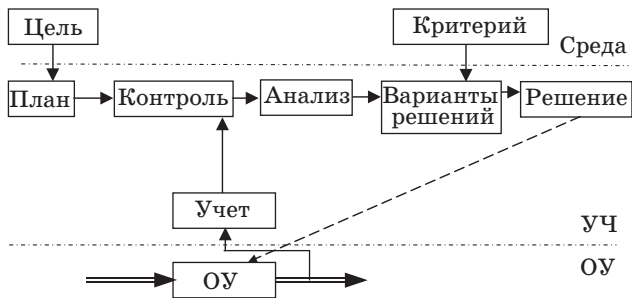 Цель
Критерий
Среда
План
Контроль
Анализ
Варианты
решений
Решение
Учет
УЧ
ОУ
ОУ